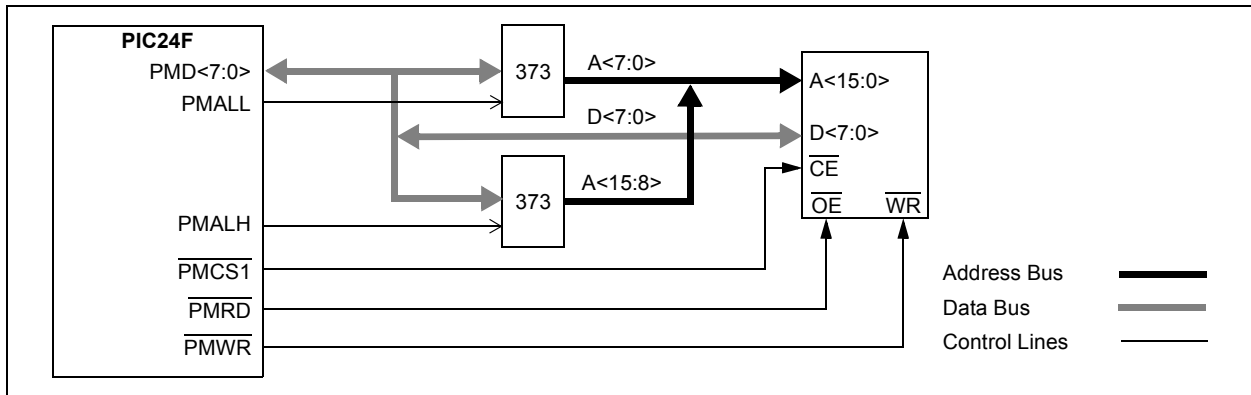 PIC24F
PMD<7:0>
PMALL
PMALH
PMCS1
PMRD
PMWR
373
A<7:0>
D<7:0>
373
A<15:8>
A<15:0>
D<7:0>
CE
OE WR
Address Bus
Data Bus
Control Lines